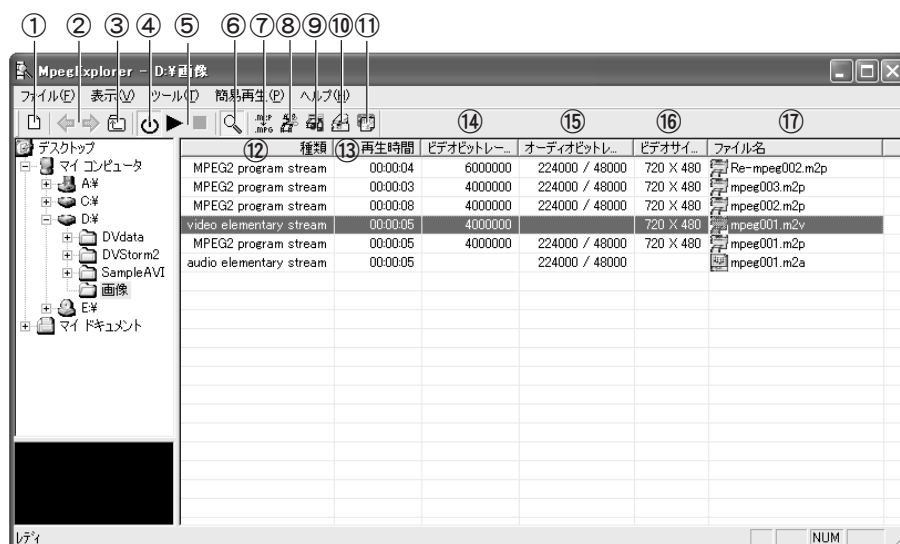 ① ② ③ ④ ⑤ ⑥ ⑦ ⑧ ⑨ ⑩ ⑪
MpegExplorer - D:¥画像
ファイル(F) 表示(V) ツール(T) 簡易再生(P) ヘルプ(H)
.m2p
.MPG
⑫ ⑬ ⑭ ⑮ ⑯ ⑰
種類 再生時間 ビデオビットレー... オーディオビットレ... ビデオサイ... ファイル名
MPEG2 program stream 00:00:04 6000000 224000 / 48000 720 X 480 Re-mpeg002.m2p
MPEG2 program stream 00:00:03 4000000 224000 / 48000 720 X 480 mpeg003.m2p
MPEG2 program stream 00:00:08 4000000 224000 / 48000 720 X 480 mpeg002.m2p
video elementary stream 00:00:05 4000000 720 X 480 mpeg001.m2v
MPEG2 program stream 00:00:05 4000000 224000 / 48000 720 X 480 mpeg001.m2p
audio elementary stream 00:00:05 224000 / 48000 mpeg001.m2a
デスクトップ
マイ コンピュータ
A:¥
C:¥
D:¥
DVdata
DVStorm2
SampleAVI
画像
E:¥
マイ ドキュメント
レディ
NUM